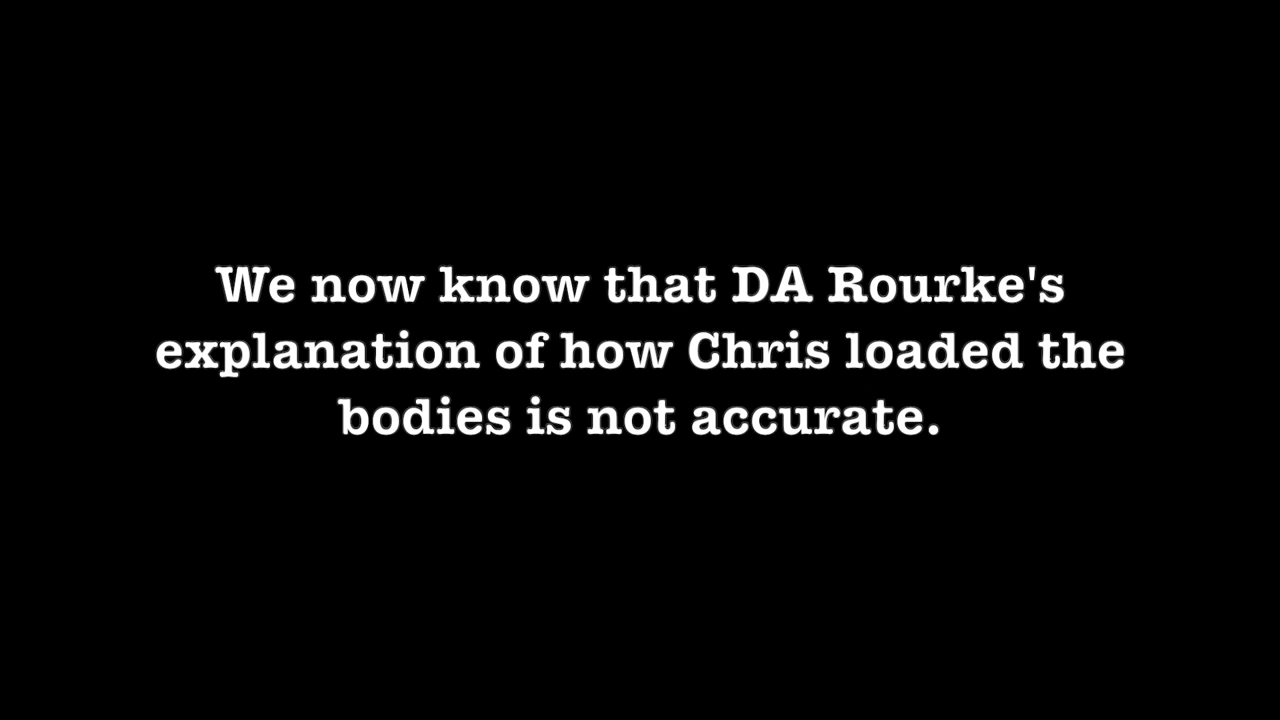 We now know that DA Rourke's
explanation of how Chris loaded the
bodies is not accurate.